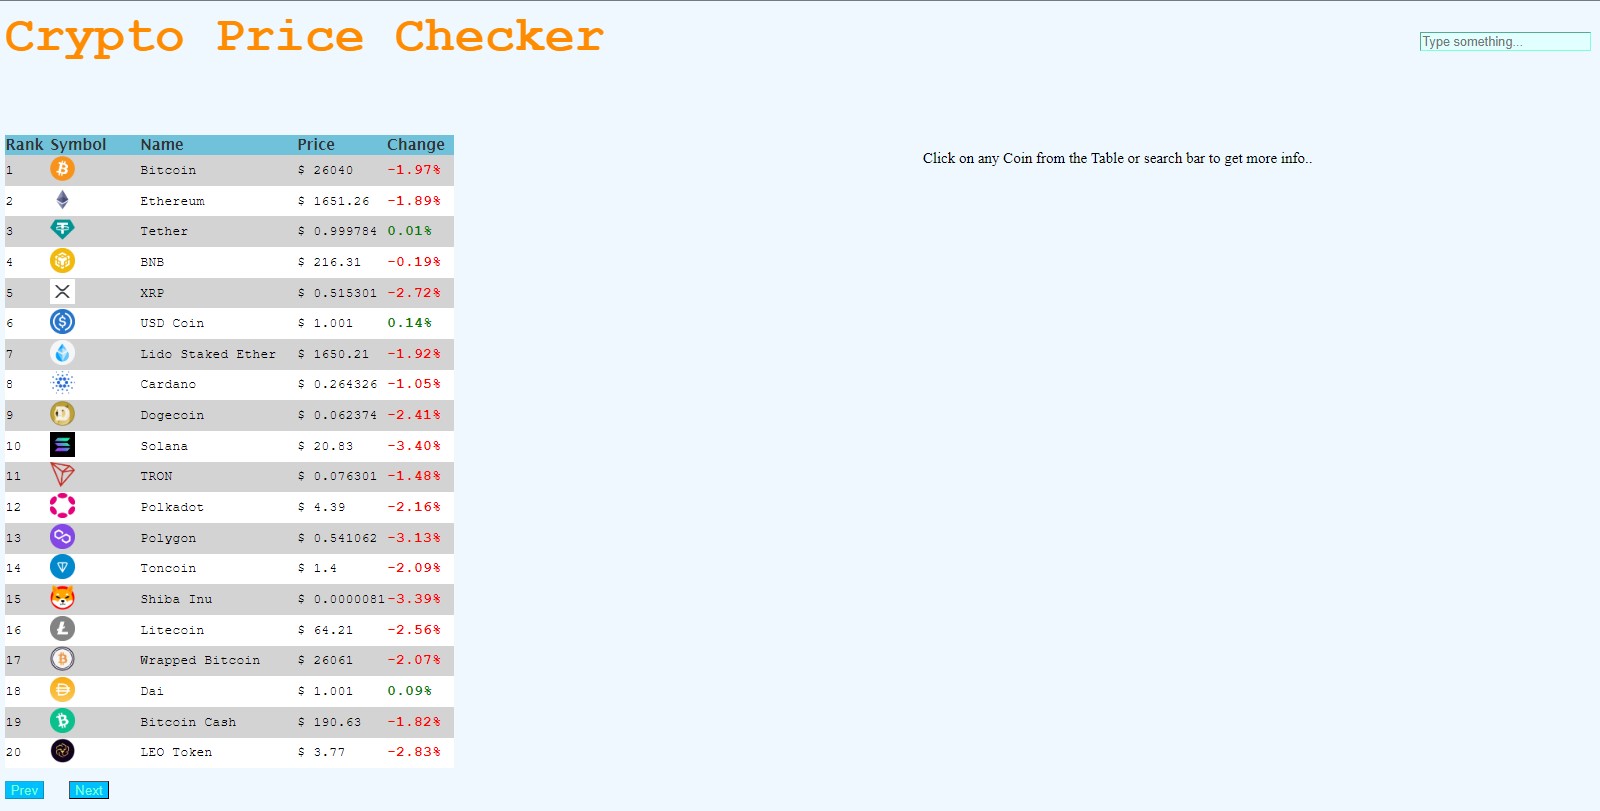 Crypto Price Checker
Type something...
Rank Symbol Name Price Change
Click on any Coin from the Table or search bar to get more info..
1 Bitcoin $ 26040 -1.97%
2 Ethereum $ 1651.26 -1.89%
3 Tether $ 0.999784 0.01%
4 BNB $ 216.31 -0.19%
5 XRP $ 0.515301 -2.72%
6 USD Coin $ 1.001 0.14%
7 Lido Staked Ether $ 1650.21 -1.92%
8 Cardano $ 0.264326 -1.05%
9 Dogecoin $ 0.062374 -2.41%
10 Solana $ 20.83 -3.40%
11 TRON $ 0.076301 -1.48%
12 Polkadot $ 4.39 -2.16%
13 Polygon $ 0.541062 -3.13%
14 Toncoin $ 1.4 -2.09%
15 Shiba Inu $ 0.0000081 -3.39%
16 Litecoin $ 64.21 -2.56%
17 Wrapped Bitcoin $ 26061 -2.07%
18 Dai $ 1.001 0.09%
19 Bitcoin Cash $ 190.63 -1.82%
20 LEO Token $ 3.77 -2.83%
Prev Next